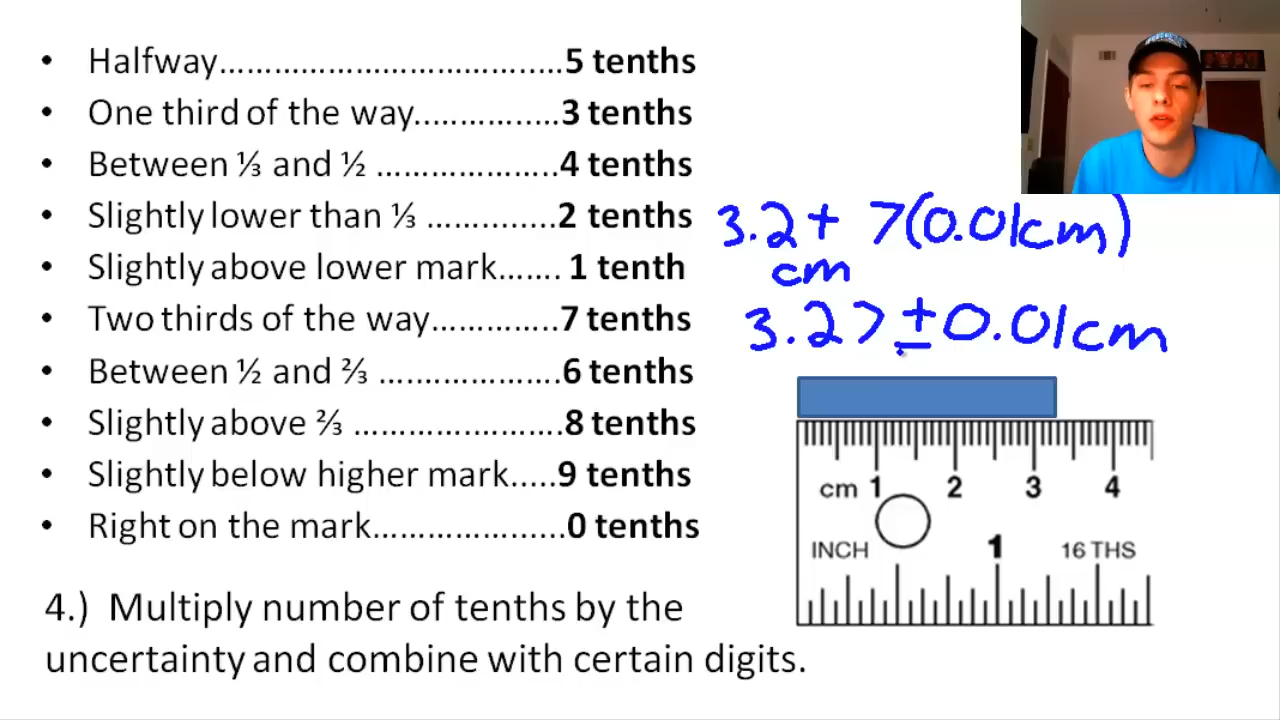 • Halfway.......................................5 tenths
• One third of the way.................3 tenths
• Between ⅓ and ½ .....................4 tenths
• Slightly lower than ⅓ ...............2 tenths
• Slightly above lower mark....... 1 tenth
• Two thirds of the way...............7 tenths
• Between ½ and ⅔ .....................6 tenths
• Slightly above ⅔ ........................8 tenths
• Slightly below higher mark.....9 tenths
• Right on the mark......................0 tenths
4.) Multiply number of tenths by the
uncertainty and combine with certain digits.
3.2 + 7(0.01cm)
cm
3.27 ± 0.01cm
cm 1 2 3 4
INCH 1 16 THS